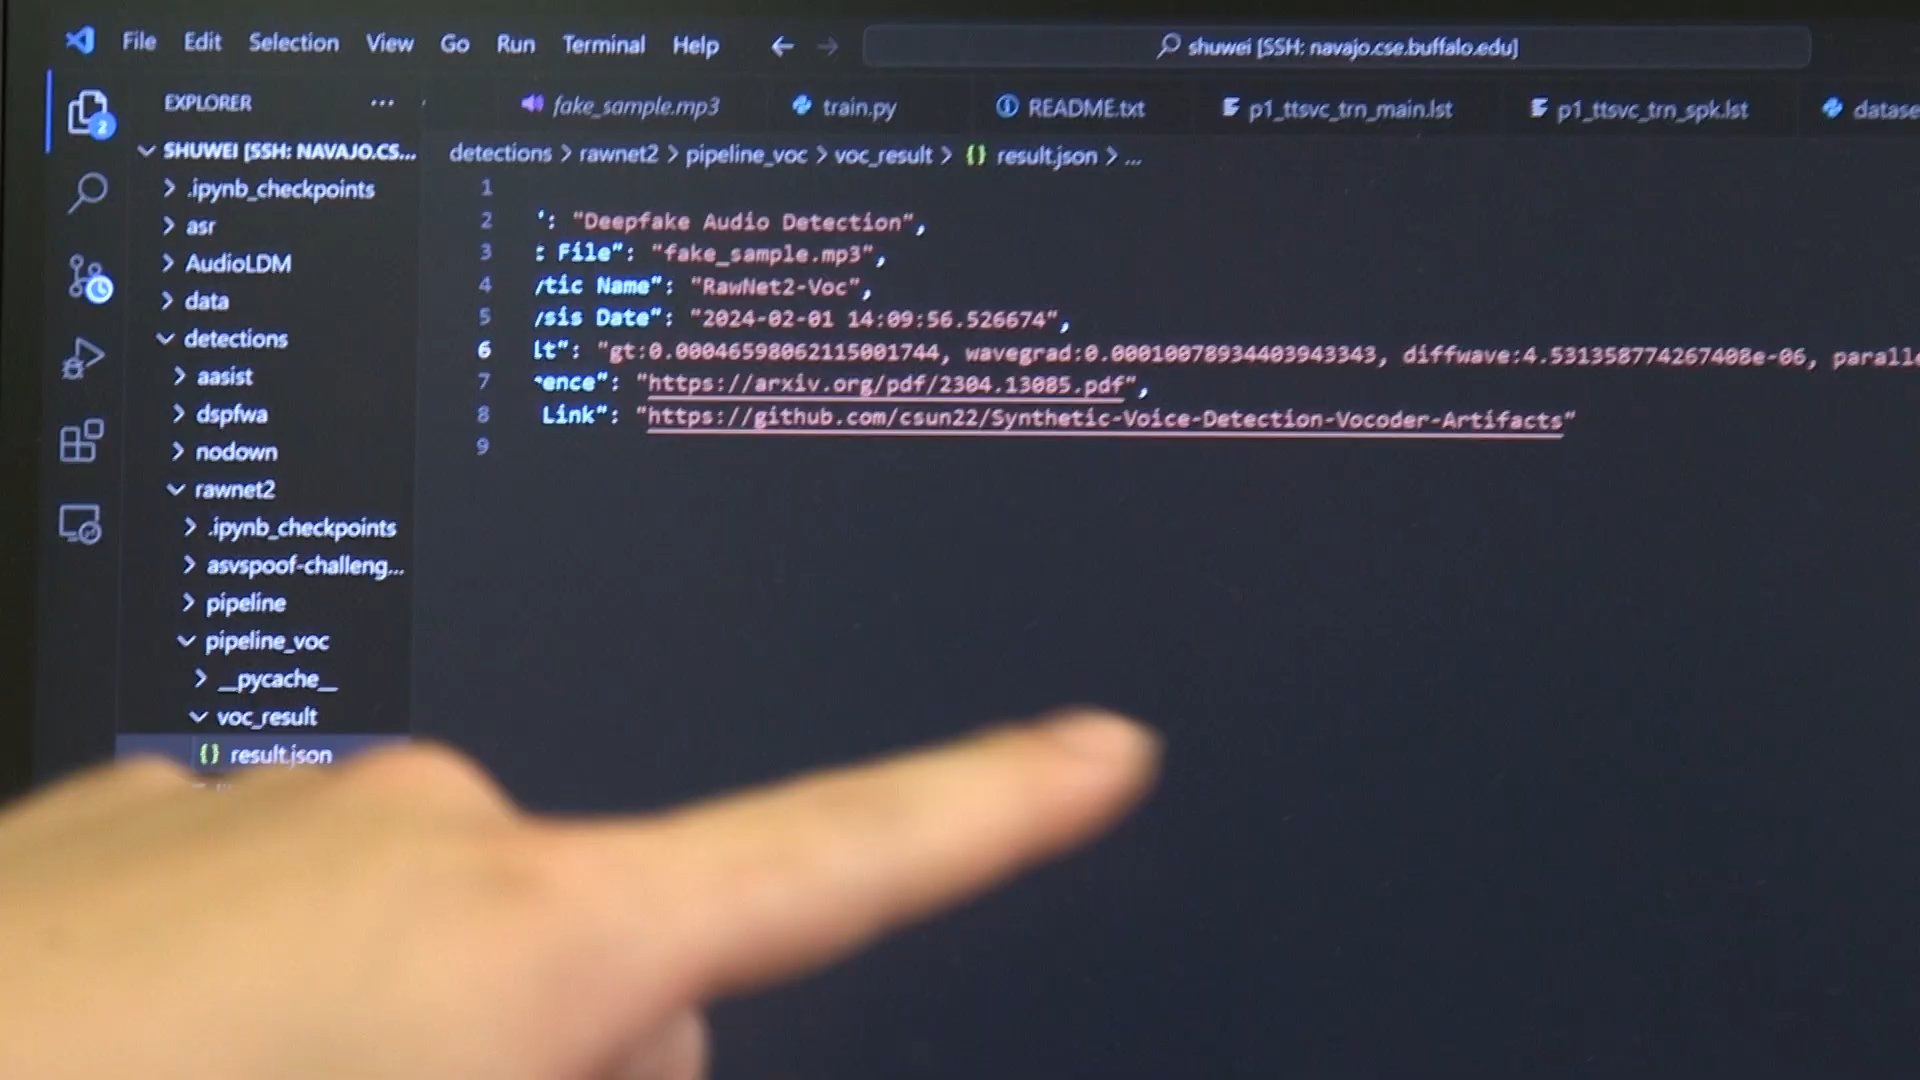 File Edit Selection View Go Run Terminal Help shuwei [SSH: navajo.cse.buffalo.edu]
EXPLORER ...
fake_sample.mp3 train.py README.txt p1_ttsvc_trn_main.lst p1_ttsvc_trn_spk.lst datase
SHUWEI [SSH: NAVAJO.CS...
.ipynb_checkpoints
asr
AudioLDM
data
detections
aasist
dspfwa
nodown
rawnet2
.ipynb_checkpoints
asvspoof-challeng...
pipeline
pipeline_voc
__pycache__
voc_result
{} result.json
2
detections > rawnet2 > pipeline_voc > voc_result > {} result.json > ...
1
2 ": "Deepfake Audio Detection",
3 : File": "fake_sample.mp3",
4 /tic Name": "RawNet2-Voc",
5 /sis Date": "2024-02-01 14:09:56.526674",
6 lt": "gt:0.00046598062115001744, wavegrad:0.00010078934403943343, diffwave:4.531358774267408e-06, paralle
7 ence": "https://arxiv.org/pdf/2304.13085.pdf",
8 Link": "https://github.com/csun22/Synthetic-Voice-Detection-Vocoder-Artifacts"
9